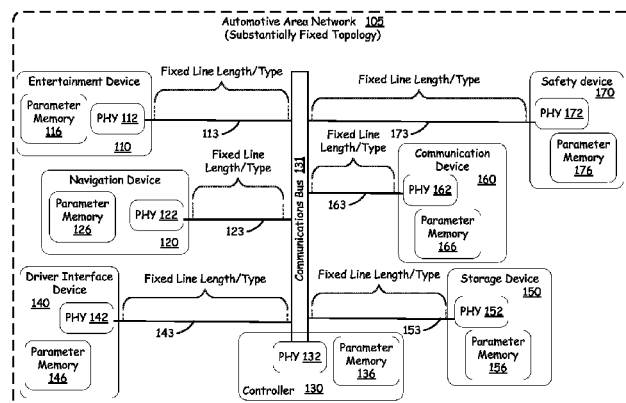 Automotive Area Network 105
(Substantially Fixed Topology)
Entertainment Device
Parameter
Memory
116
PHY 112
110
Fixed Line Length/Type
113
Navigation Device
Parameter
Memory
126
PHY 122
120
Fixed Line
Length/Type
123
Driver Interface
Device
140
PHY 142
Parameter
Memory
146
Fixed Line Length/Type
143
Communications Bus 131
PHY 132
Parameter
Memory
136
Controller 130
Fixed Line Length/Type
173
Safety device
170
PHY 172
Parameter
Memory
176
Fixed Line
Length/Type
163
Communication
Device
160
PHY 162
Parameter
Memory
166
Fixed Line Length/Type
153
Storage Device
150
PHY 152
Parameter
Memory
156